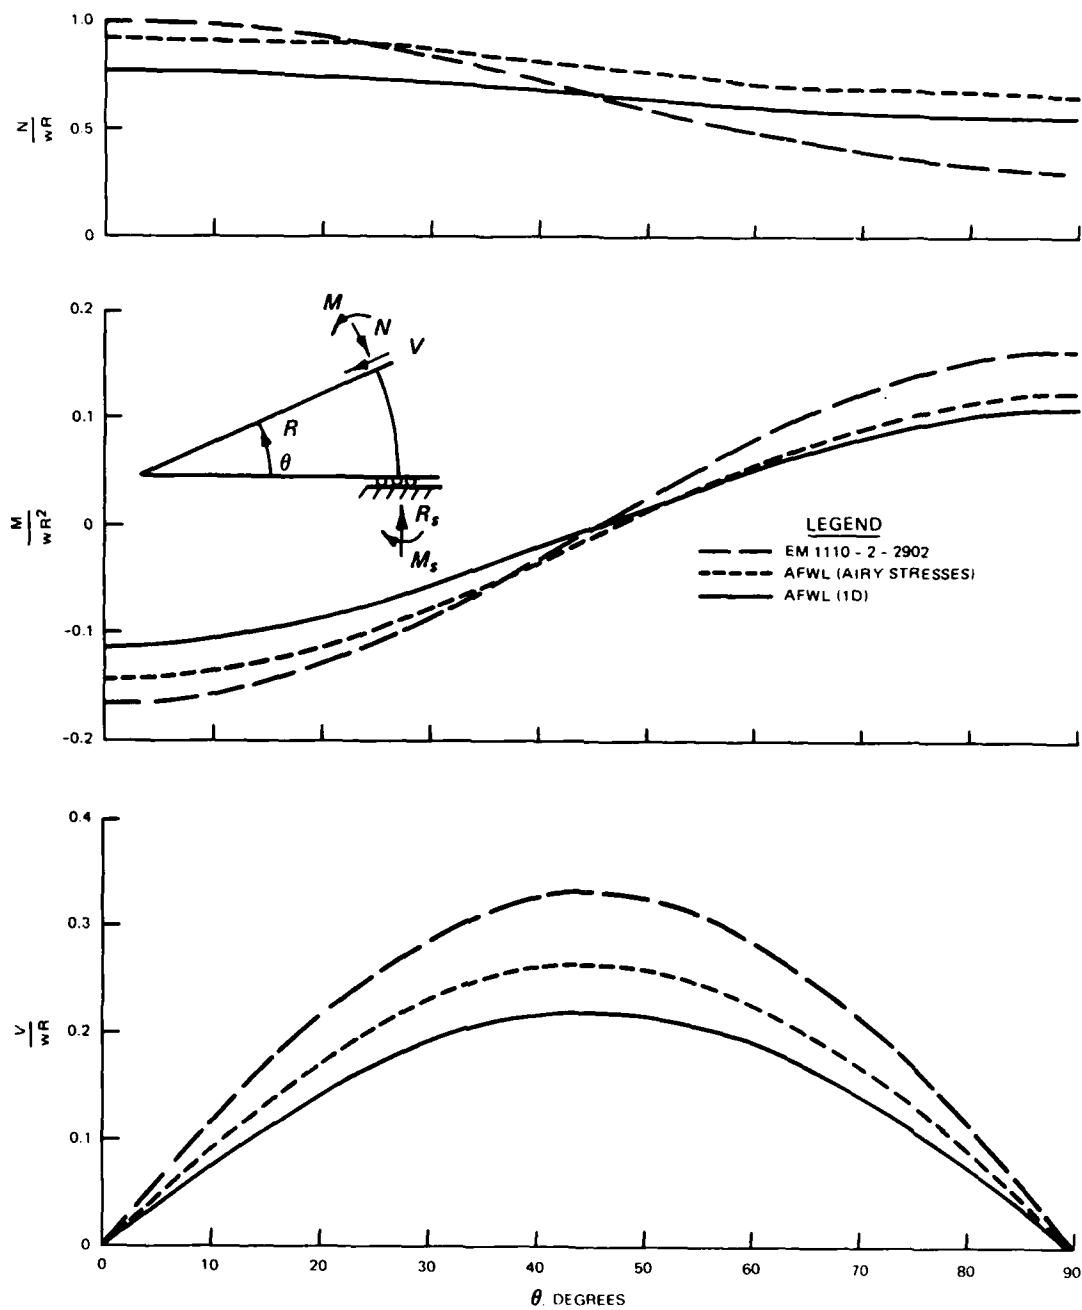 1.0
0.5
0
N
wR
0.2
0.1
0
-0.1
-0.2
M
wR²
M
N
V
R
θ
Rs
Ms
LEGEND
EM 1110 - 2 - 2902
AFWL (AIRY STRESSES)
AFWL (1D)
0.4
0.3
0.2
0.1
0
V
wR
0 10 20 30 40 50 60 70 80 90
θ, DEGREES